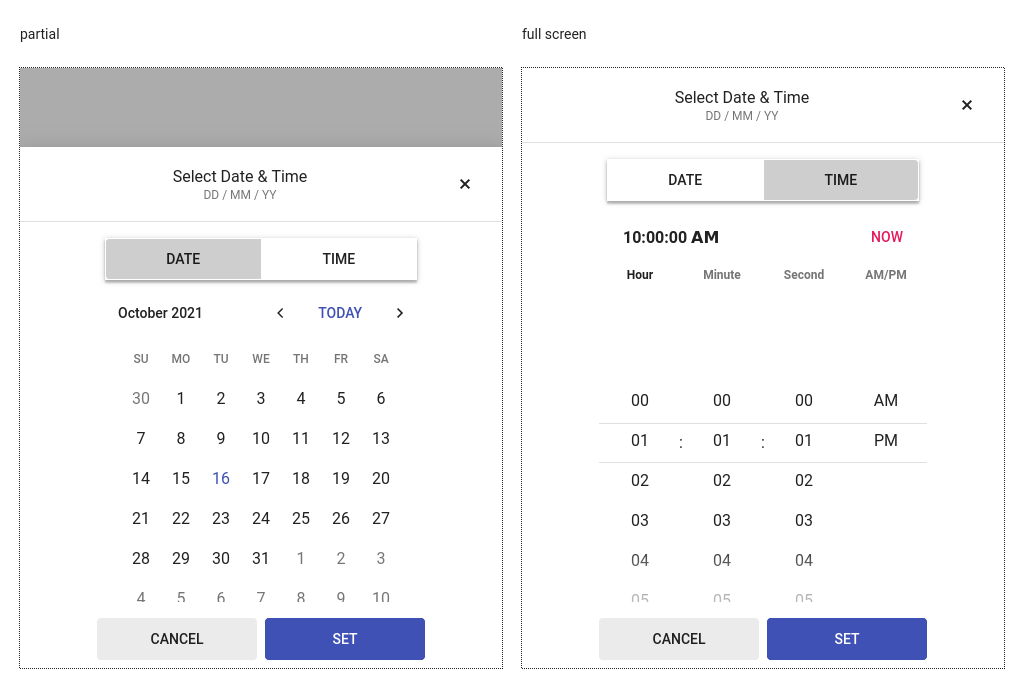 partial
Select Date & Time
DD / MM / YY
DATE TIME
October 2021 TODAY
SU MO TU WE TH FR SA
30 1 2 3 4 5 6
7 8 9 10 11 12 13
14 15 16 17 18 19 20
21 22 23 24 25 26 27
28 29 30 31 1 2 3
4 5 6 7 8 9 10
CANCEL SET
full screen
Select Date & Time
DD / MM / YY
DATE TIME
10:00:00 AM NOW
Hour Minute Second AM/PM
00 00 00 AM
01 : 01 : 01 PM
02 02 02
03 03 03
04 04 04
05 05 05
CANCEL SET